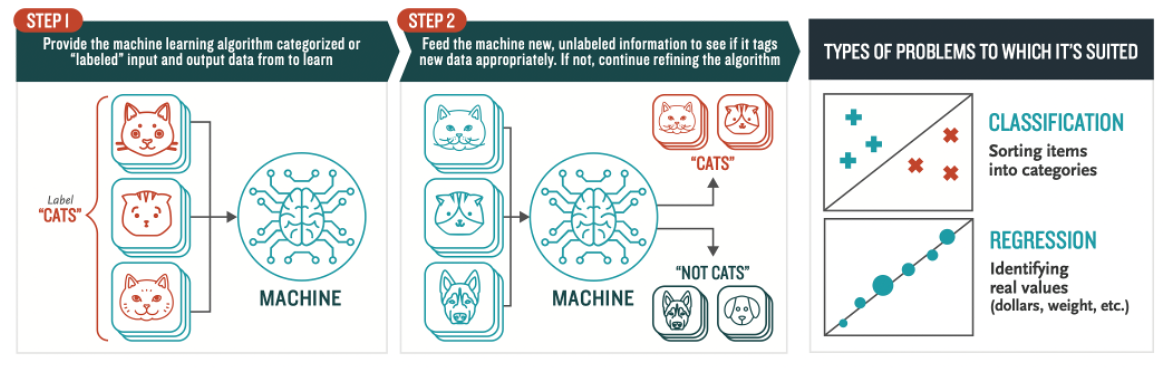 STEP 1
Provide the machine learning algorithm categorized or
“labeled” input and output data from to learn
Label
“CATS”
MACHINE
STEP 2
Feed the machine new, unlabeled information to see if it tags
new data appropriately. If not, continue refining the algorithm
MACHINE
“CATS”
“NOT CATS”
TYPES OF PROBLEMS TO WHICH IT’S SUITED
CLASSIFICATION
Sorting items
into categories
REGRESSION
Identifying
real values
(dollars, weight, etc.)